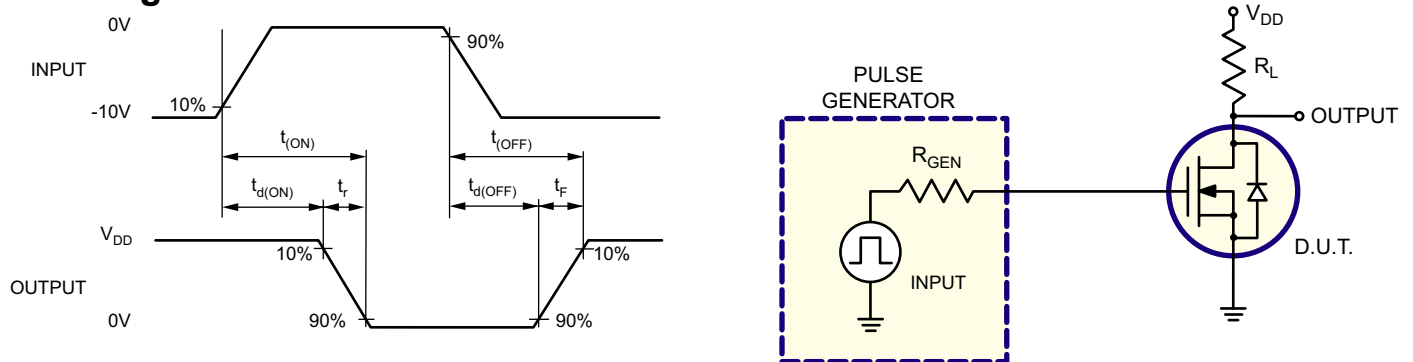 0V
INPUT
-10V
10%
90%
t(ON)
t(OFF)
td(ON)
tr
td(OFF)
tF
VDD
10%
10%
OUTPUT
0V
90%
90%
PULSE
GENERATOR
RGEN
INPUT
VDD
RL
OUTPUT
D.U.T.